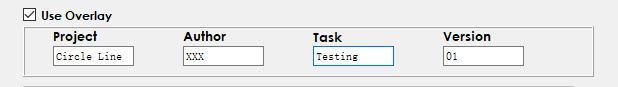 Use Overlay
Project Author Task Version
Circle Line XXX Testing 01